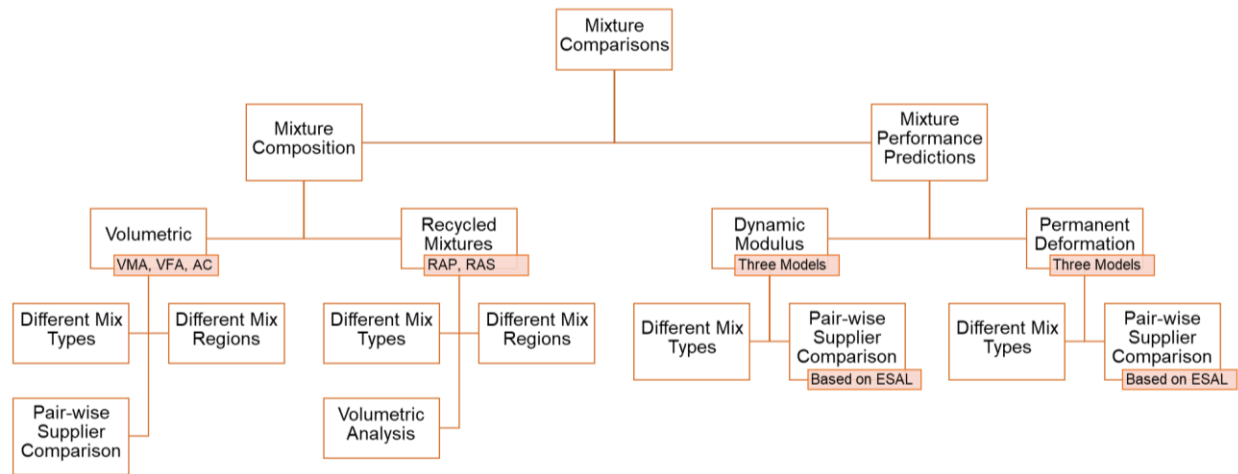 Mixture
Comparisons
Mixture
Composition
Mixture
Performance
Predictions
Volumetric
VMA, VFA, AC
Recycled
Mixtures
RAP, RAS
Dynamic
Modulus
Three Models
Permanent
Deformation
Three Models
Different Mix
Types
Different Mix
Regions
Different Mix
Types
Different Mix
Regions
Different Mix
Types
Pair-wise
Supplier
Comparison
Based on ESAL
Different Mix
Types
Pair-wise
Supplier
Comparison
Based on ESAL
Pair-wise
Supplier
Comparison
Volumetric
Analysis